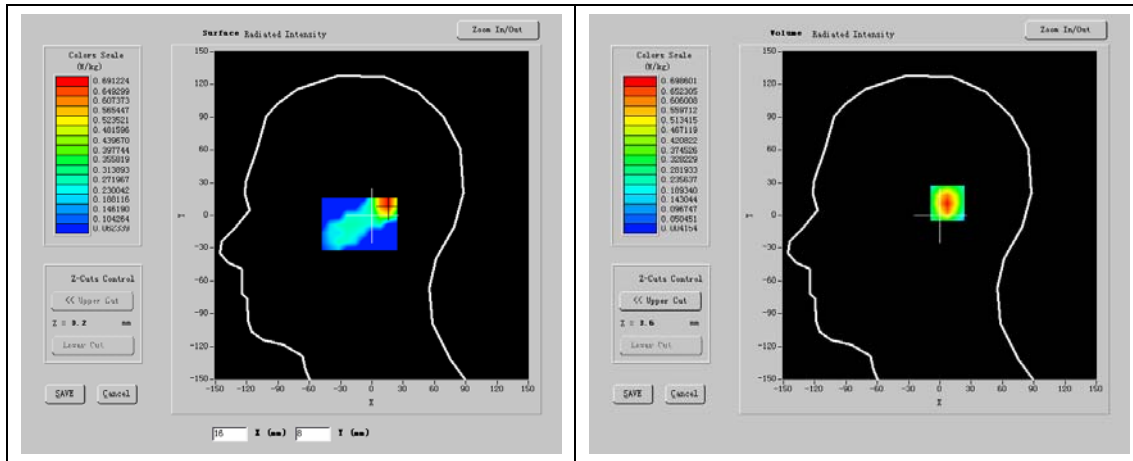 Surface Radiated Intensity
Zoom In/Out
Colors Scale
(W/kg)
0.691224
0.649299
0.607373
0.565447
0.523521
0.481596
0.439670
0.397744
0.355819
0.313893
0.271967
0.230042
0.188116
0.146190
0.104264
0.062339
150
90
60
30
0
-30
-60
-90
-120
-150
Y
-150 -120 -90 -60 -30 0 30 60 90 120 150
X
Z-Cuts Control
<< Upper Cut
Z = 3.2 mm
Lower Cut
SAVE
Cancel
16 X (mm) 8 Y (mm)
Volume Radiated Intensity
Zoom In/Out
Colors Scale
(W/kg)
0.698601
0.652305
0.606008
0.559712
0.513415
0.467119
0.420822
0.374526
0.328229
0.281933
0.235637
0.189340
0.143044
0.096747
0.050451
0.004154
150
90
60
30
0
-30
-60
-90
-120
-150
Y
-150 -120 -90 -60 -30 0 30 60 90 120 150
X
Z-Cuts Control
<< Upper Cut
Z = 3.6 mm
Lower Cut
SAVE
Cancel